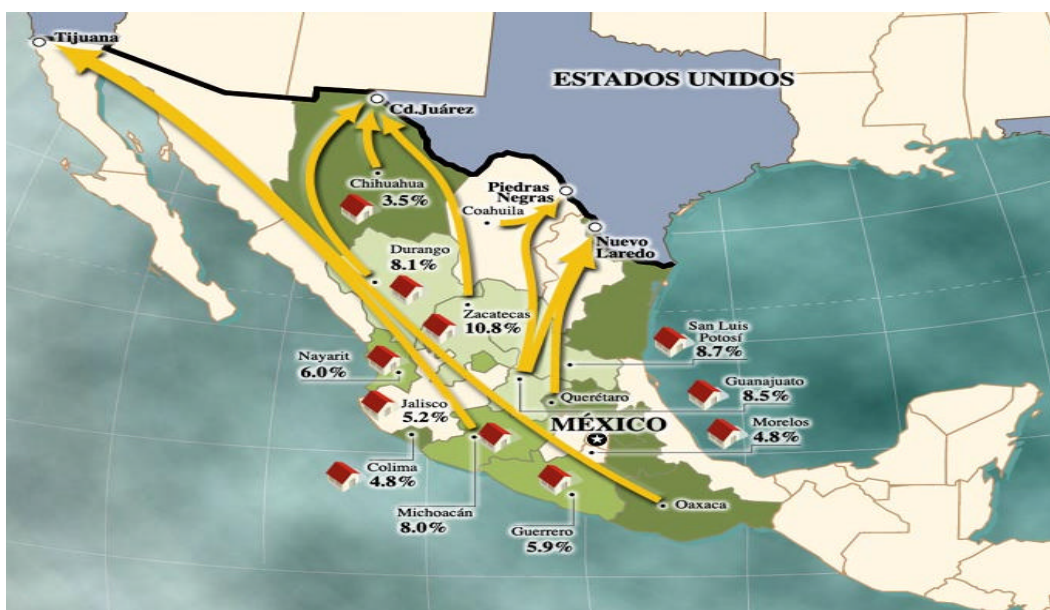 Tijuana
ESTADOS UNIDOS
Cd.Juárez
Chihuahua
3.5%
Piedras
Negras
Coahuila
Nuevo
Laredo
Durango
8.1%
Zacatecas
10.8%
San Luis
Potosí
8.7%
Nayarit
6.0%
Guanajuato
8.5%
Jalisco
5.2%
Querétaro
MÉXICO
Morelos
4.8%
Colima
4.8%
Michoacán
8.0%
Guerrero
5.9%
Oaxaca